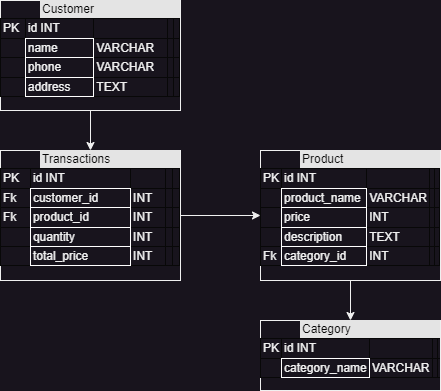 Customer
PK id INT
name VARCHAR
phone VARCHAR
address TEXT
Transactions
PK id INT
Fk customer_id INT
Fk product_id INT
quantity INT
total_price INT
Product
PK id INT
product_name VARCHAR
price INT
description TEXT
Fk category_id INT
Category
PK id INT
category_name VARCHAR